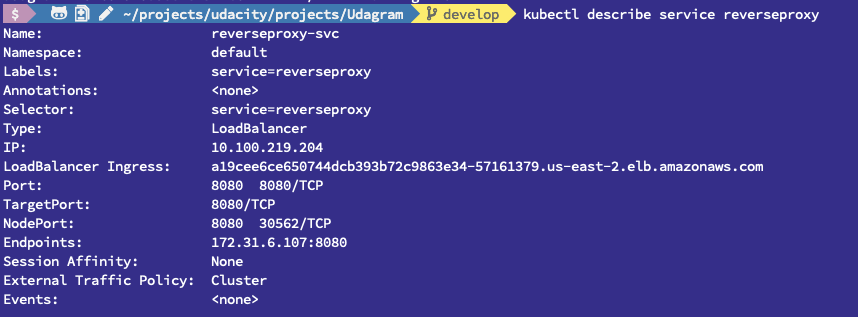 $ ~/projects/udacity/projects/Udagram develop kubectl describe service reverseproxy
Name: reverseproxy-svc
Namespace: default
Labels: service=reverseproxy
Annotations: <none>
Selector: service=reverseproxy
Type: LoadBalancer
IP: 10.100.219.204
LoadBalancer Ingress: a19cee6ce650744dcb393b72c9863e34-57161379.us-east-2.elb.amazonaws.com
Port: 8080 8080/TCP
TargetPort: 8080/TCP
NodePort: 8080 30562/TCP
Endpoints: 172.31.6.107:8080
Session Affinity: None
External Traffic Policy: Cluster
Events: <none>